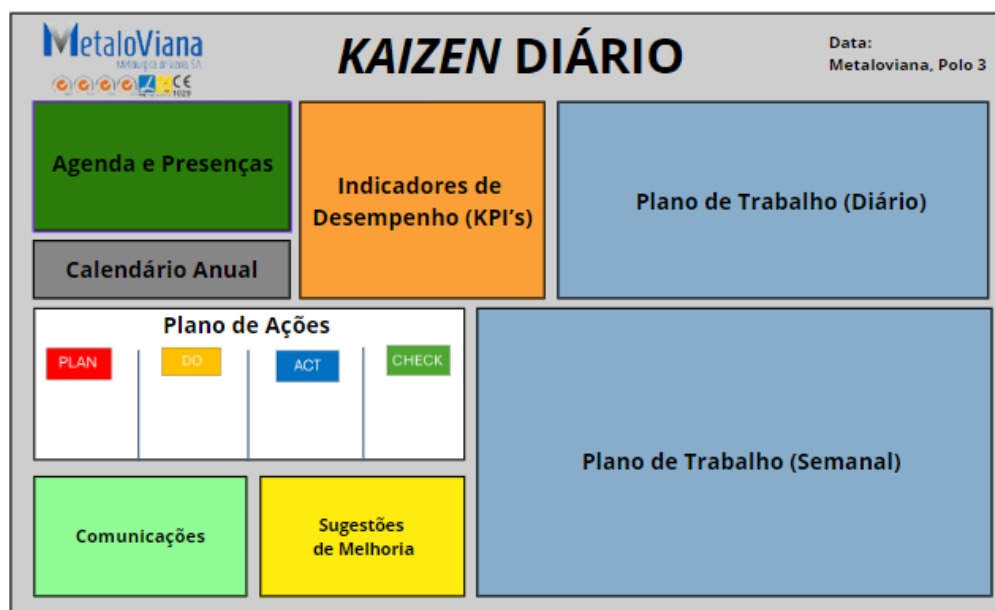 MetaloViana
Metalúrgica de Viana, SA
CE
1029
KAIZEN DIÁRIO
Data:
Metaloviana, Polo 3
Agenda e Presenças
Calendário Anual
Indicadores de
Desempenho (KPI's)
Plano de Trabalho (Diário)
Plano de Ações
PLAN
DO
ACT
CHECK
Plano de Trabalho (Semanal)
Comunicações
Sugestões
de Melhoria